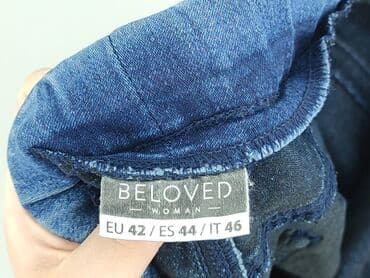 BELOVED
— WOMAN —
EU 42 / ES 44 / IT 46